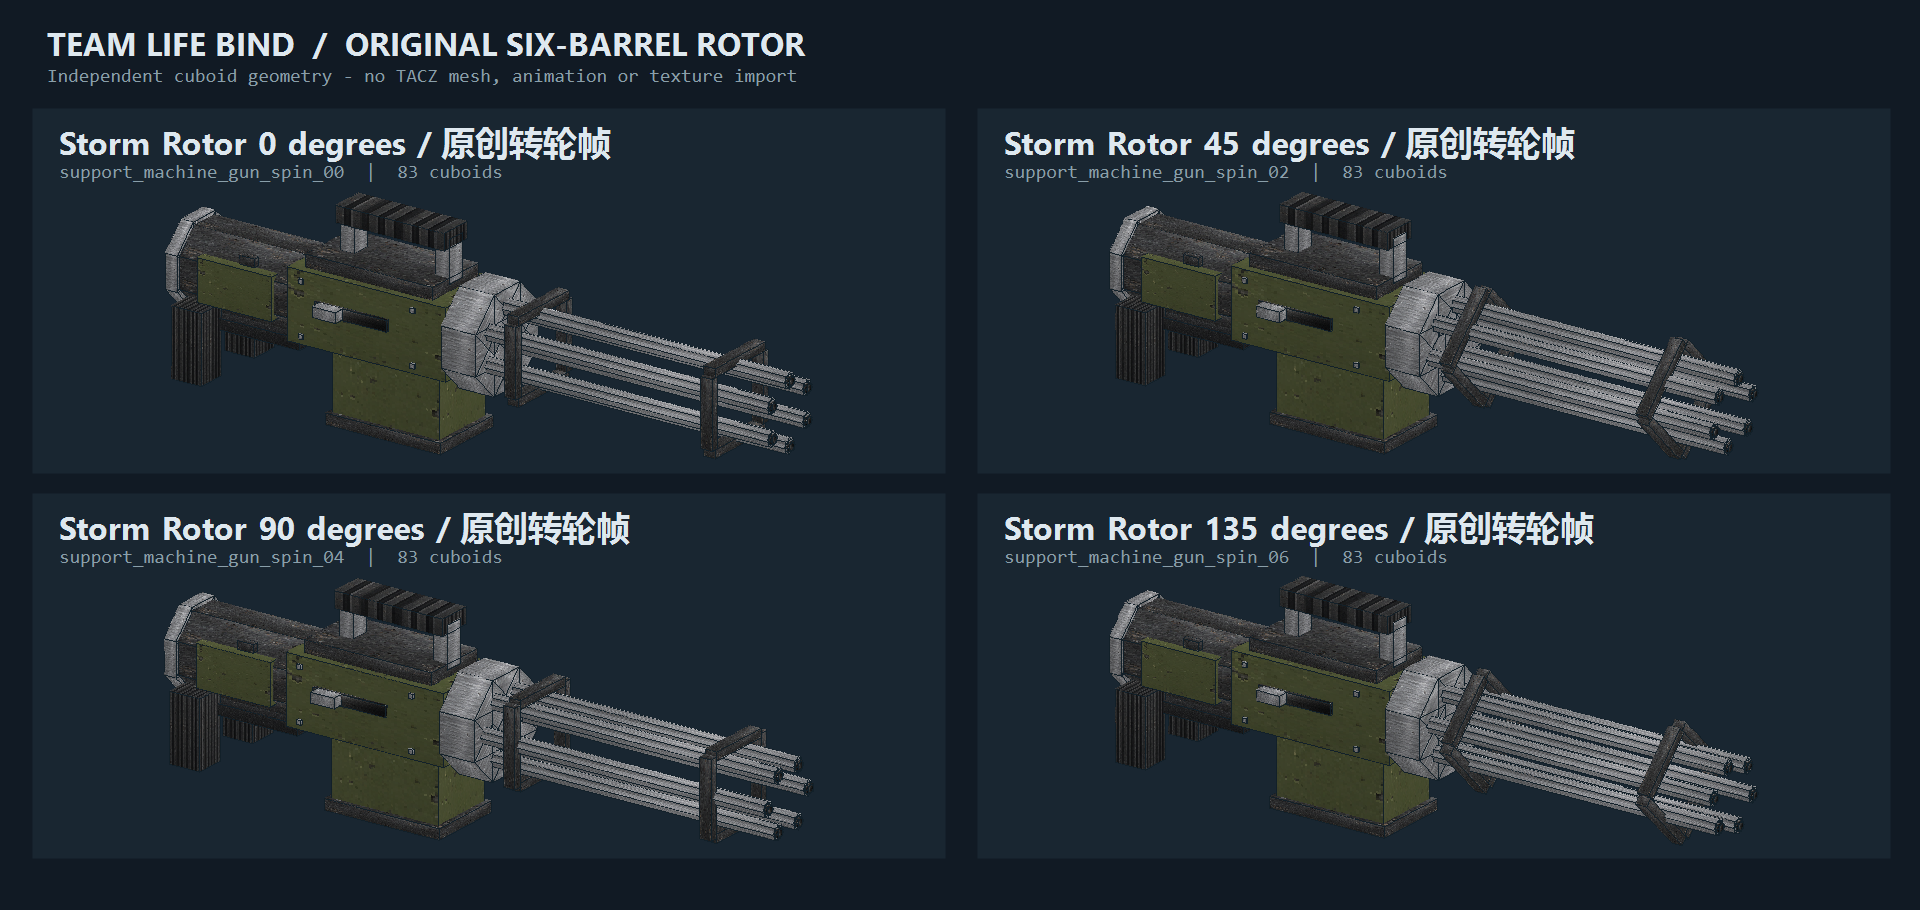 TEAM LIFE BIND / ORIGINAL SIX-BARREL ROTOR
Independent cuboid geometry - no TACZ mesh, animation or texture import
Storm Rotor 0 degrees / 原创转轮帧
support_machine_gun_spin_00 | 83 cuboids
Storm Rotor 45 degrees / 原创转轮帧
support_machine_gun_spin_02 | 83 cuboids
Storm Rotor 90 degrees / 原创转轮帧
support_machine_gun_spin_04 | 83 cuboids
Storm Rotor 135 degrees / 原创转轮帧
support_machine_gun_spin_06 | 83 cuboids